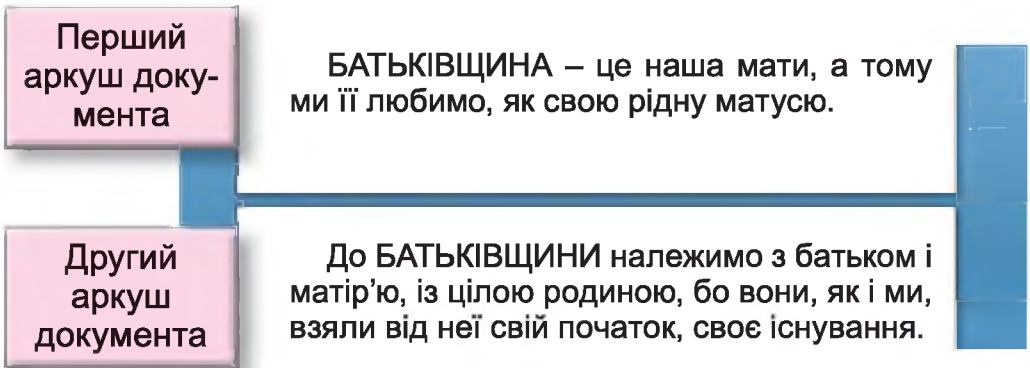 Перший
аркуш доку-
мента
БАТЬКІВЩИНА – це наша мати, а тому
ми її любимо, як свою рідну матусю.
Другий
аркуш
документа
До БАТЬКІВЩИНИ належимо з батьком і
матір’ю, із цілою родиною, бо вони, як і ми,
взяли від неї свій початок, своє існування.